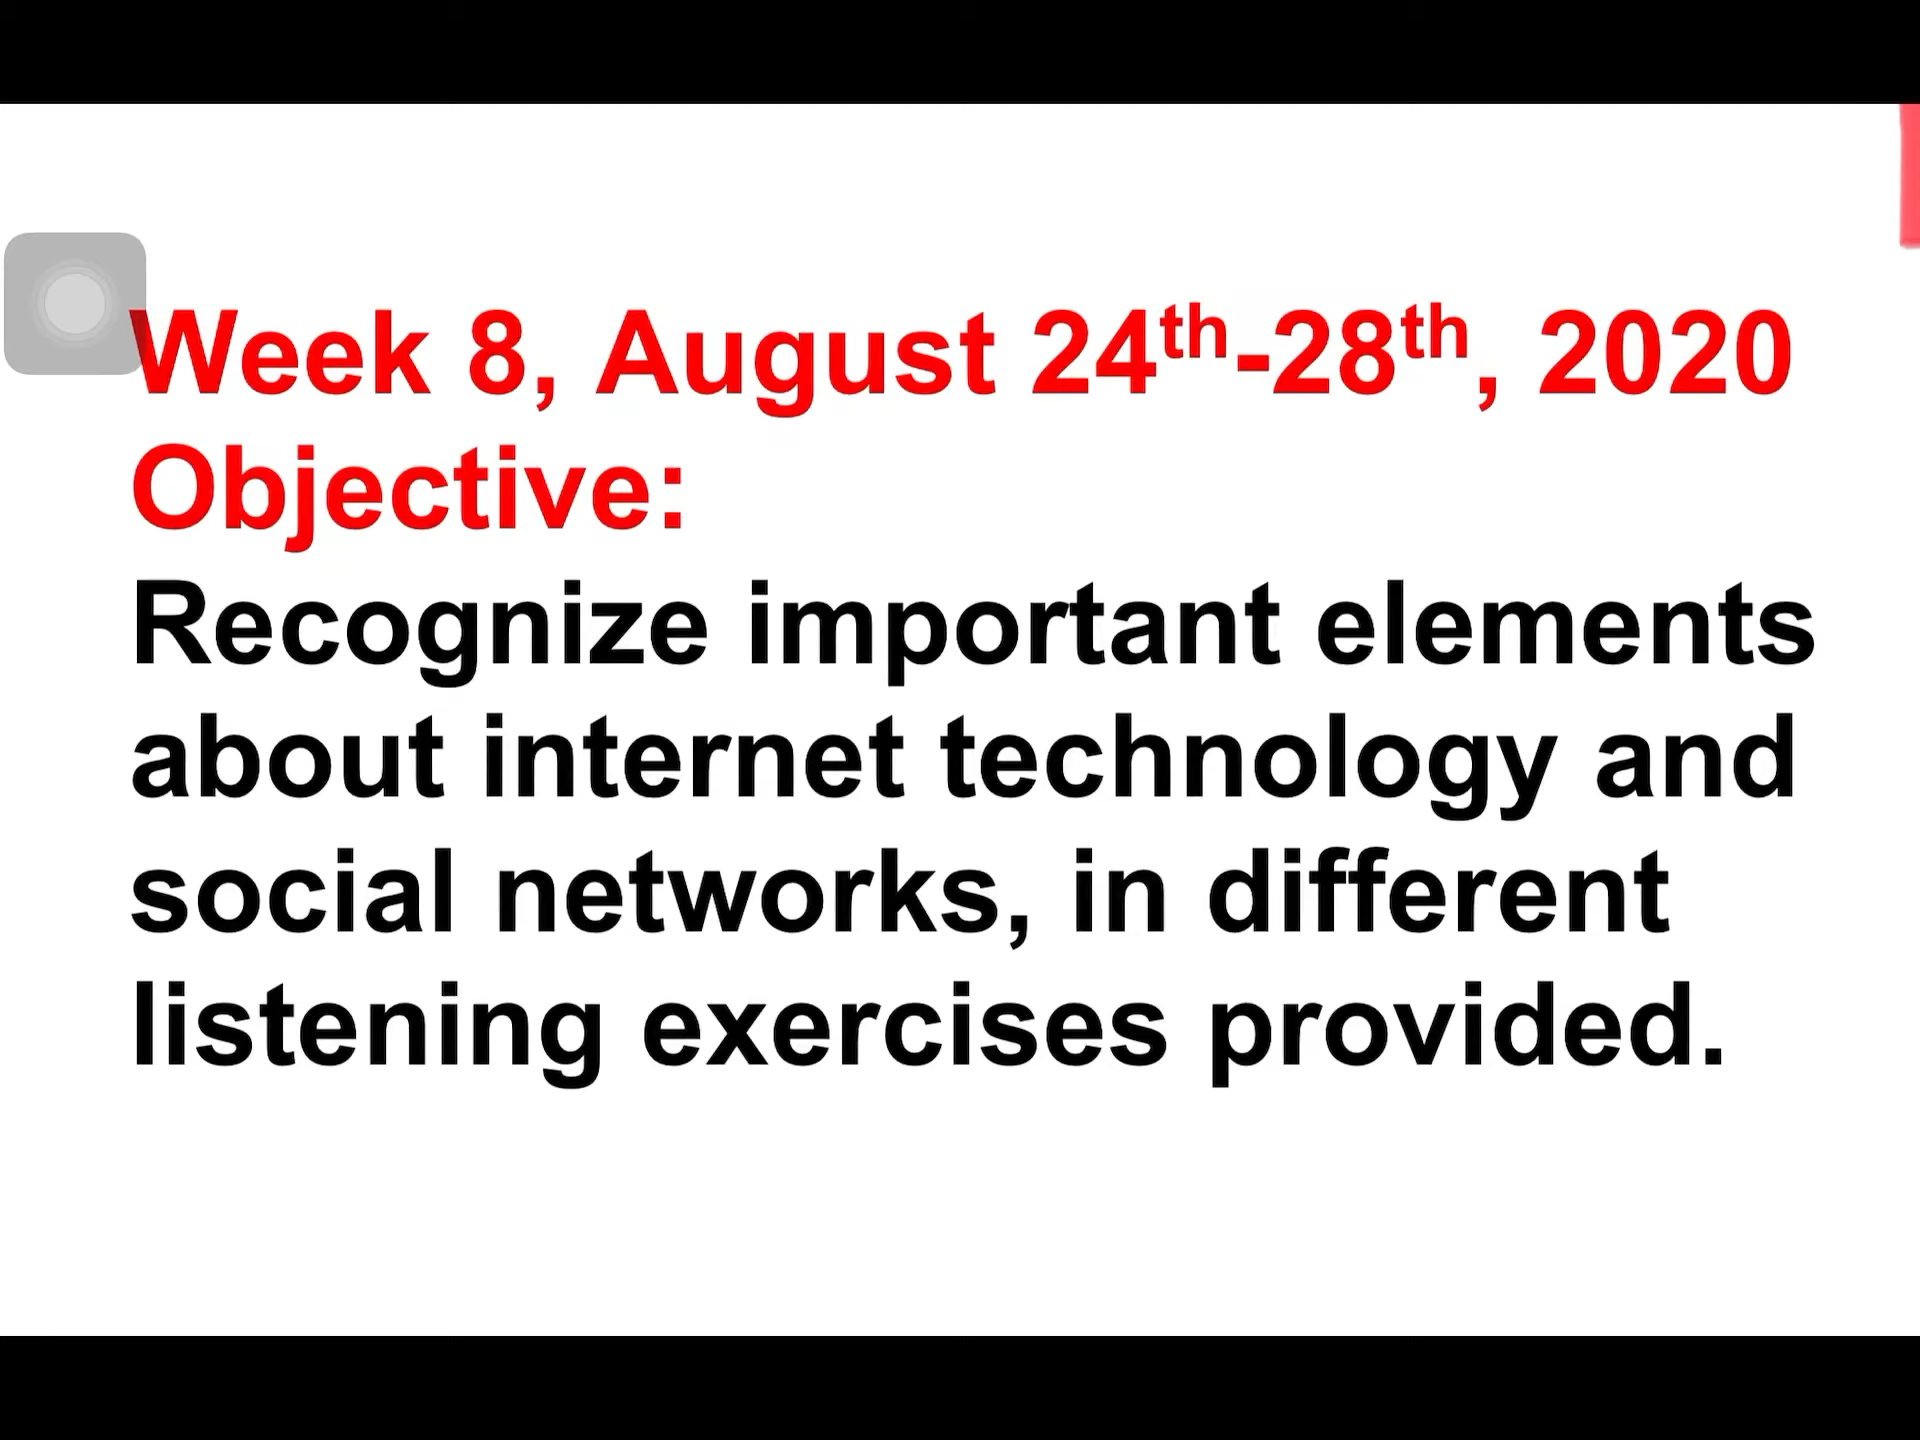 Week 8, August 24th-28th, 2020
Objective:
Recognize important elements
about internet technology and
social networks, in different
listening exercises provided.